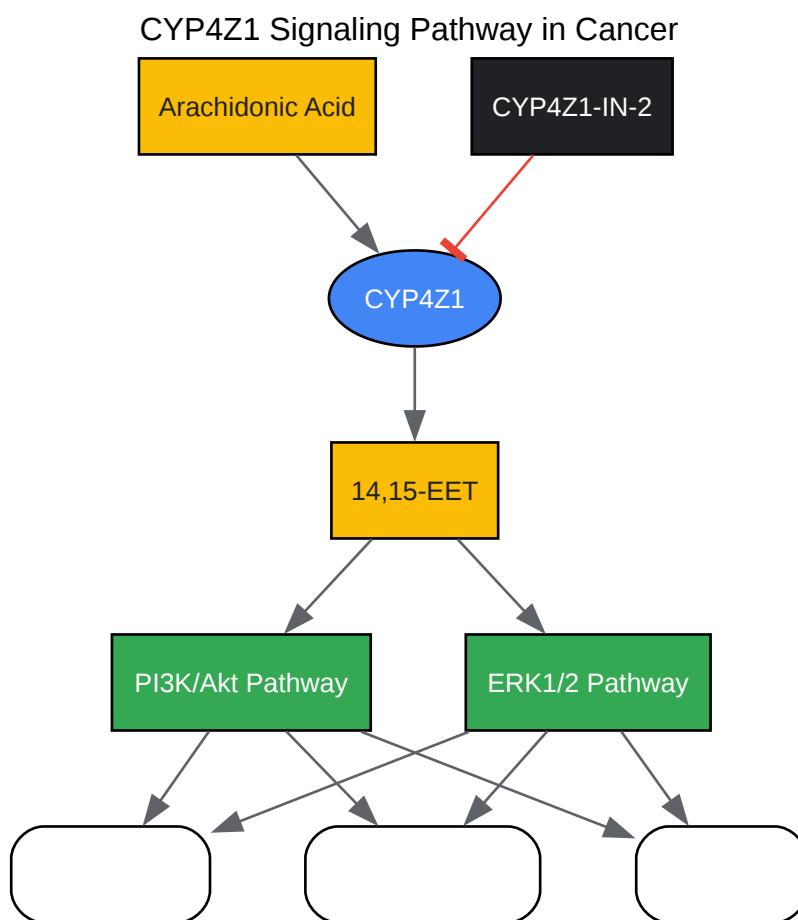 CYP4Z1 Signaling Pathway in Cancer
Arachidonic Acid
CYP4Z1-IN-2
CYP4Z1
14,15-EET
PI3K/Akt Pathway
ERK1/2 Pathway